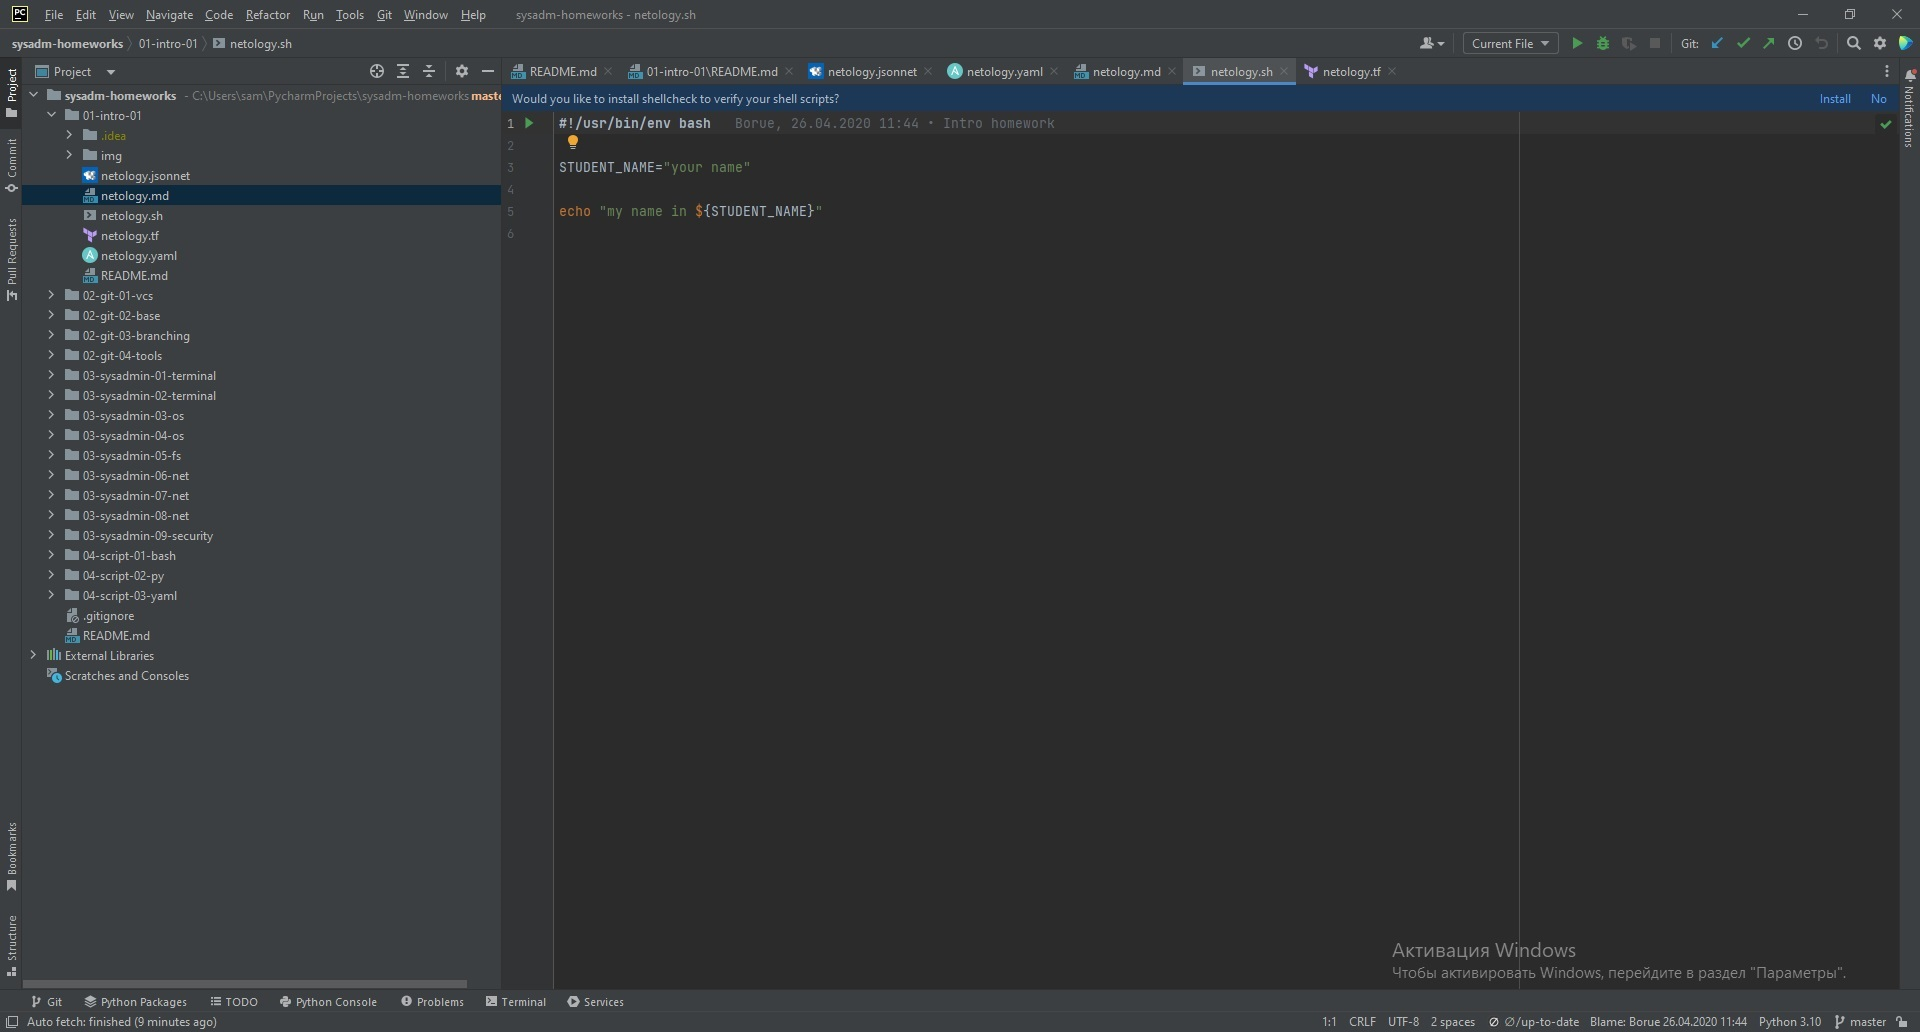 PC File Edit View Navigate Code Refactor Run Tools Git Window Help sysadm-homeworks - netology.sh
sysadm-homeworks 01-intro-01 netology.sh Current File Git:
Project README.md 01-intro-01\README.md netology.jsonnet netology.yaml netology.md netology.sh netology.tf
Would you like to install shellcheck to verify your shell scripts? Install No
Project
Commit
Pull Requests
Bookmarks
Structure
Notifications
sysadm-homeworks - C:\Users\sam\PycharmProjects\sysadm-homeworks maste
01-intro-01
.idea
img
netology.jsonnet
netology.md
netology.sh
netology.tf
netology.yaml
README.md
02-git-01-vcs
02-git-02-base
02-git-03-branching
02-git-04-tools
03-sysadmin-01-terminal
03-sysadmin-02-terminal
03-sysadmin-03-os
03-sysadmin-04-os
03-sysadmin-05-fs
03-sysadmin-06-net
03-sysadmin-07-net
03-sysadmin-08-net
03-sysadmin-09-security
04-script-01-bash
04-script-02-py
04-script-03-yaml
.gitignore
README.md
External Libraries
Scratches and Consoles
1 #!/usr/bin/env bash Borue, 26.04.2020 11:44 • Intro homework
2
3 STUDENT_NAME="your name"
4
5 echo "my name in ${STUDENT_NAME}"
6
Активация Windows
Чтобы активировать Windows, перейдите в раздел "Параметры".
Git Python Packages TODO Python Console Problems Terminal Services
Auto fetch: finished (9 minutes ago) 1:1 CRLF UTF-8 2 spaces ∅/up-to-date Blame: Borue 26.04.2020 11:44 Python 3.10 master